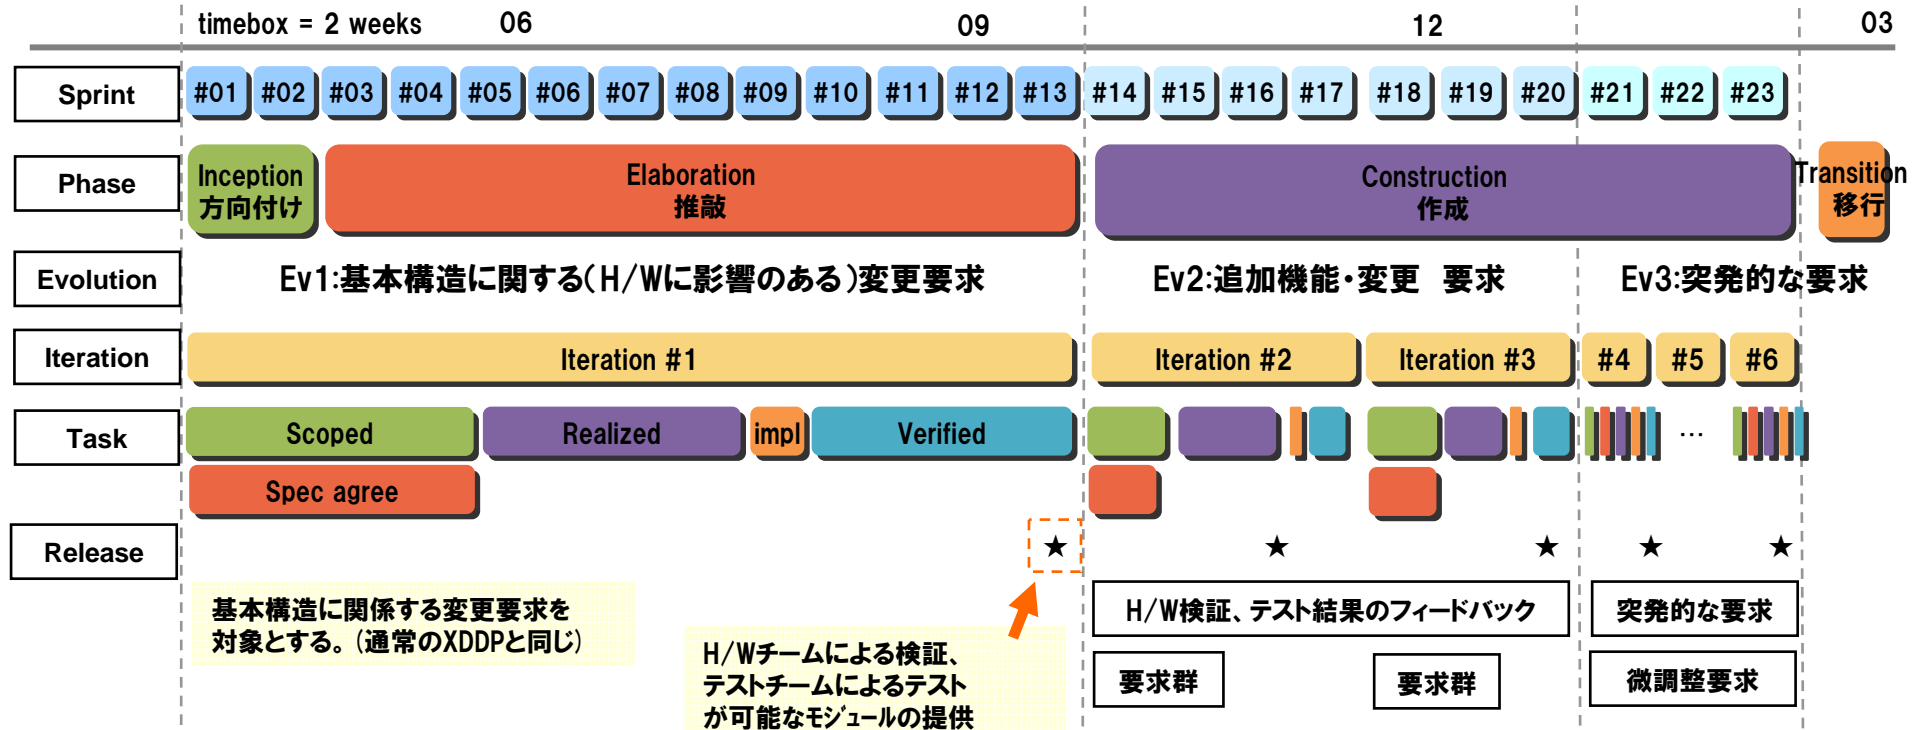 timebox = 2 weeks 06 09 12 03
Sprint #01 #02 #03 #04 #05 #06 #07 #08 #09 #10 #11 #12 #13 #14 #15 #16 #17 #18 #19 #20 #21 #22 #23
Phase
Inception
方向付け
Elaboration
推敲
Construction
作成
Transition
移行
Evolution Ev1:基本構造に関する(H/Wに影響のある)変更要求 Ev2:追加機能・変更 要求 Ev3:突発的な要求
Iteration Iteration #1 Iteration #2 Iteration #3 #4 #5 #6
Task Scoped Realized impl Verified ...
Spec agree
Release ★ ★ ★ ★ ★
基本構造に関係する変更要求を
対象とする。(通常のXDDPと同じ)
H/Wチームによる検証、
テストチームによるテスト
が可能なモジュールの提供
H/W検証、テスト結果のフィードバック
突発的な要求
要求群
要求群
微調整要求